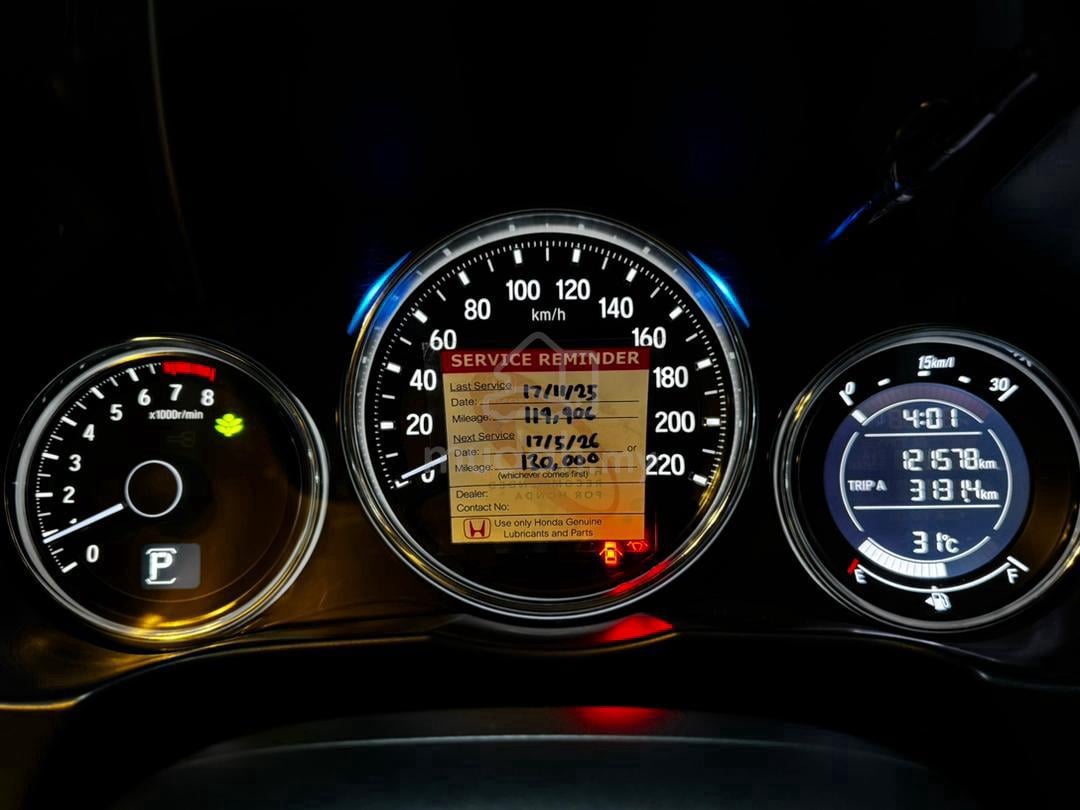 0 1 2 3 4 5 6 7 8
x1000r/min
P
0 20 40 60 80 100 120 140 160 180 200 220
km/h
SERVICE REMINDER
Last Service
Date: 17/11/25
Mileage: 119,906
Next Service
Date: 17/5/26 or
Mileage: 130,000
(whichever comes first)
Dealer:
Contact No:
Use only Honda Genuine
Lubricants and Parts
0 15km/l 30
4:01
121578km
TRIP A 3131.4km
31°C
E F